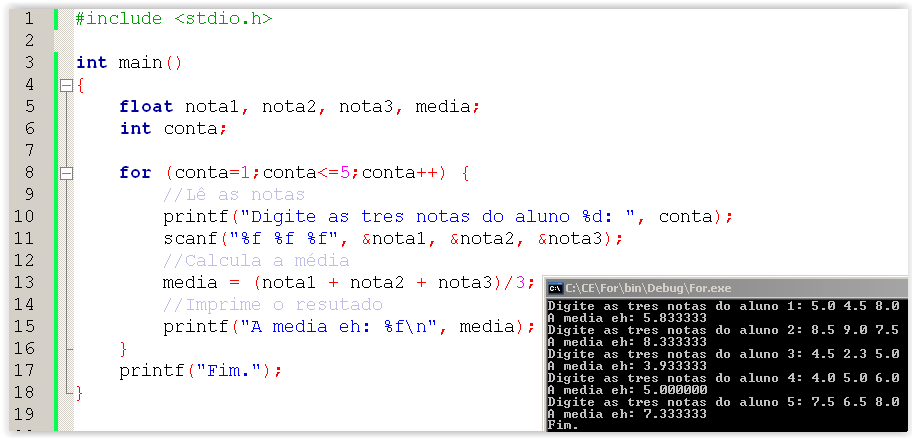 1 #include <stdio.h>
2
3 int main()
4 {
5 float nota1, nota2, nota3, media;
6 int conta;
7
8 for (conta=1;conta<=5;conta++) {
9 //Lê as notas
10 printf("Digite as tres notas do aluno %d: ", conta);
11 scanf("%f %f %f", &nota1, &nota2, &nota3);
12 //Calcula a média
13 media = (nota1 + nota2 + nota3)/3;
14 //Imprime o resutado
15 printf("A media eh: %f\n", media);
16 }
17 printf("Fim.");
18 }
19
C:\CE\For\bin\Debug\For.exe
Digite as tres notas do aluno 1: 5.0 4.5 8.0
A media eh: 5.833333
Digite as tres notas do aluno 2: 8.5 9.0 7.5
A media eh: 8.333333
Digite as tres notas do aluno 3: 4.5 2.3 5.0
A media eh: 3.933333
Digite as tres notas do aluno 4: 4.0 5.0 6.0
A media eh: 5.000000
Digite as tres notas do aluno 5: 7.5 6.5 8.0
A media eh: 7.333333
Fim.